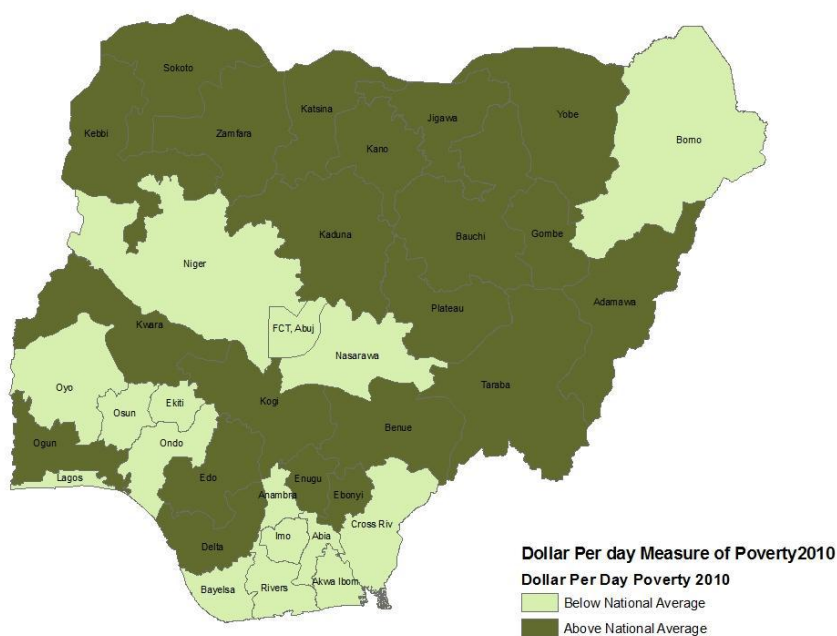 Sokoto
Katsina
Jigawa
Yobe
Kebbi
Zamfara
Kano
Borno
Kaduna
Bauchi
Gombe
Niger
Adamawa
Plateau
Kwara
FCT, Abuj
Nasarawa
Taraba
Oyo
Ekiti
Kogi
Osun
Benue
Ogun
Ondo
Lagos
Edo
Enugu
Anambra
Ebonyi
Cross Riv
Delta
Imo
Abia
Bayelsa
Rivers
Akwa Ibom
Dollar Per day Measure of Poverty2010
Dollar Per Day Poverty 2010
Below National Average
Above National Average